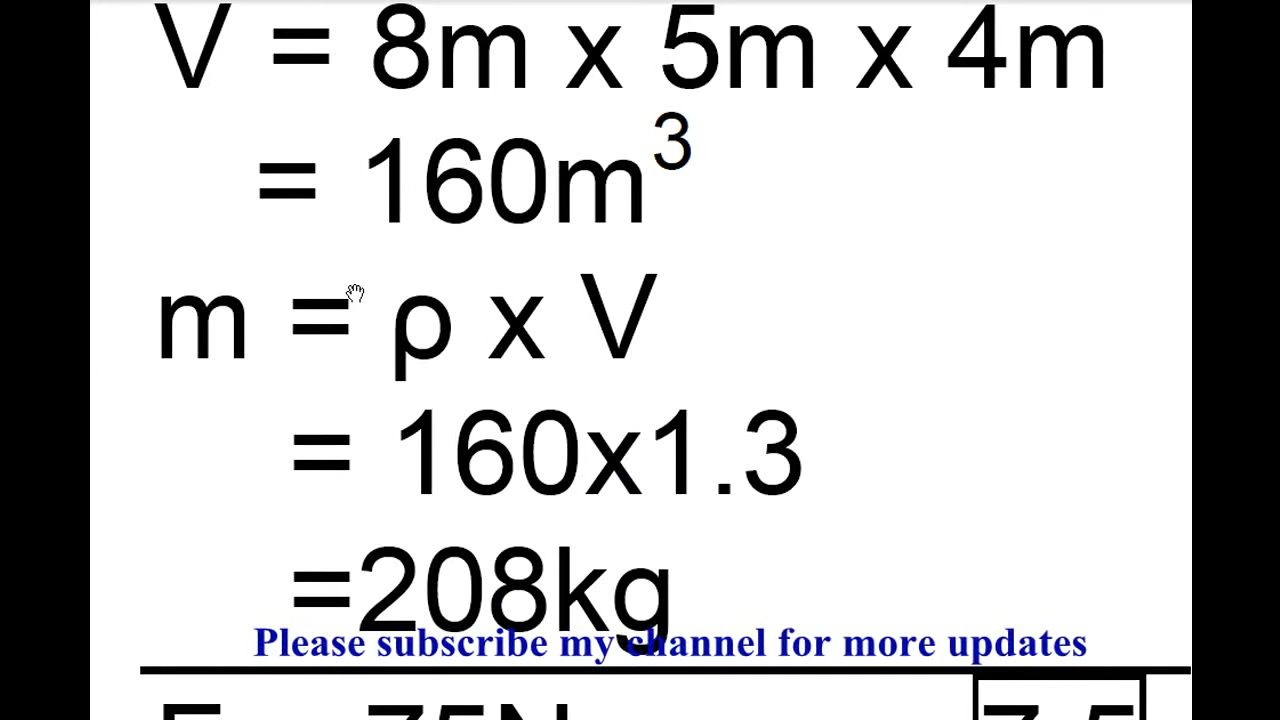 V = 8m x 5m x 4m
= 160m³
m = ρ x V
= 160x1.3
=208kg
Please subscribe my channel for more updates